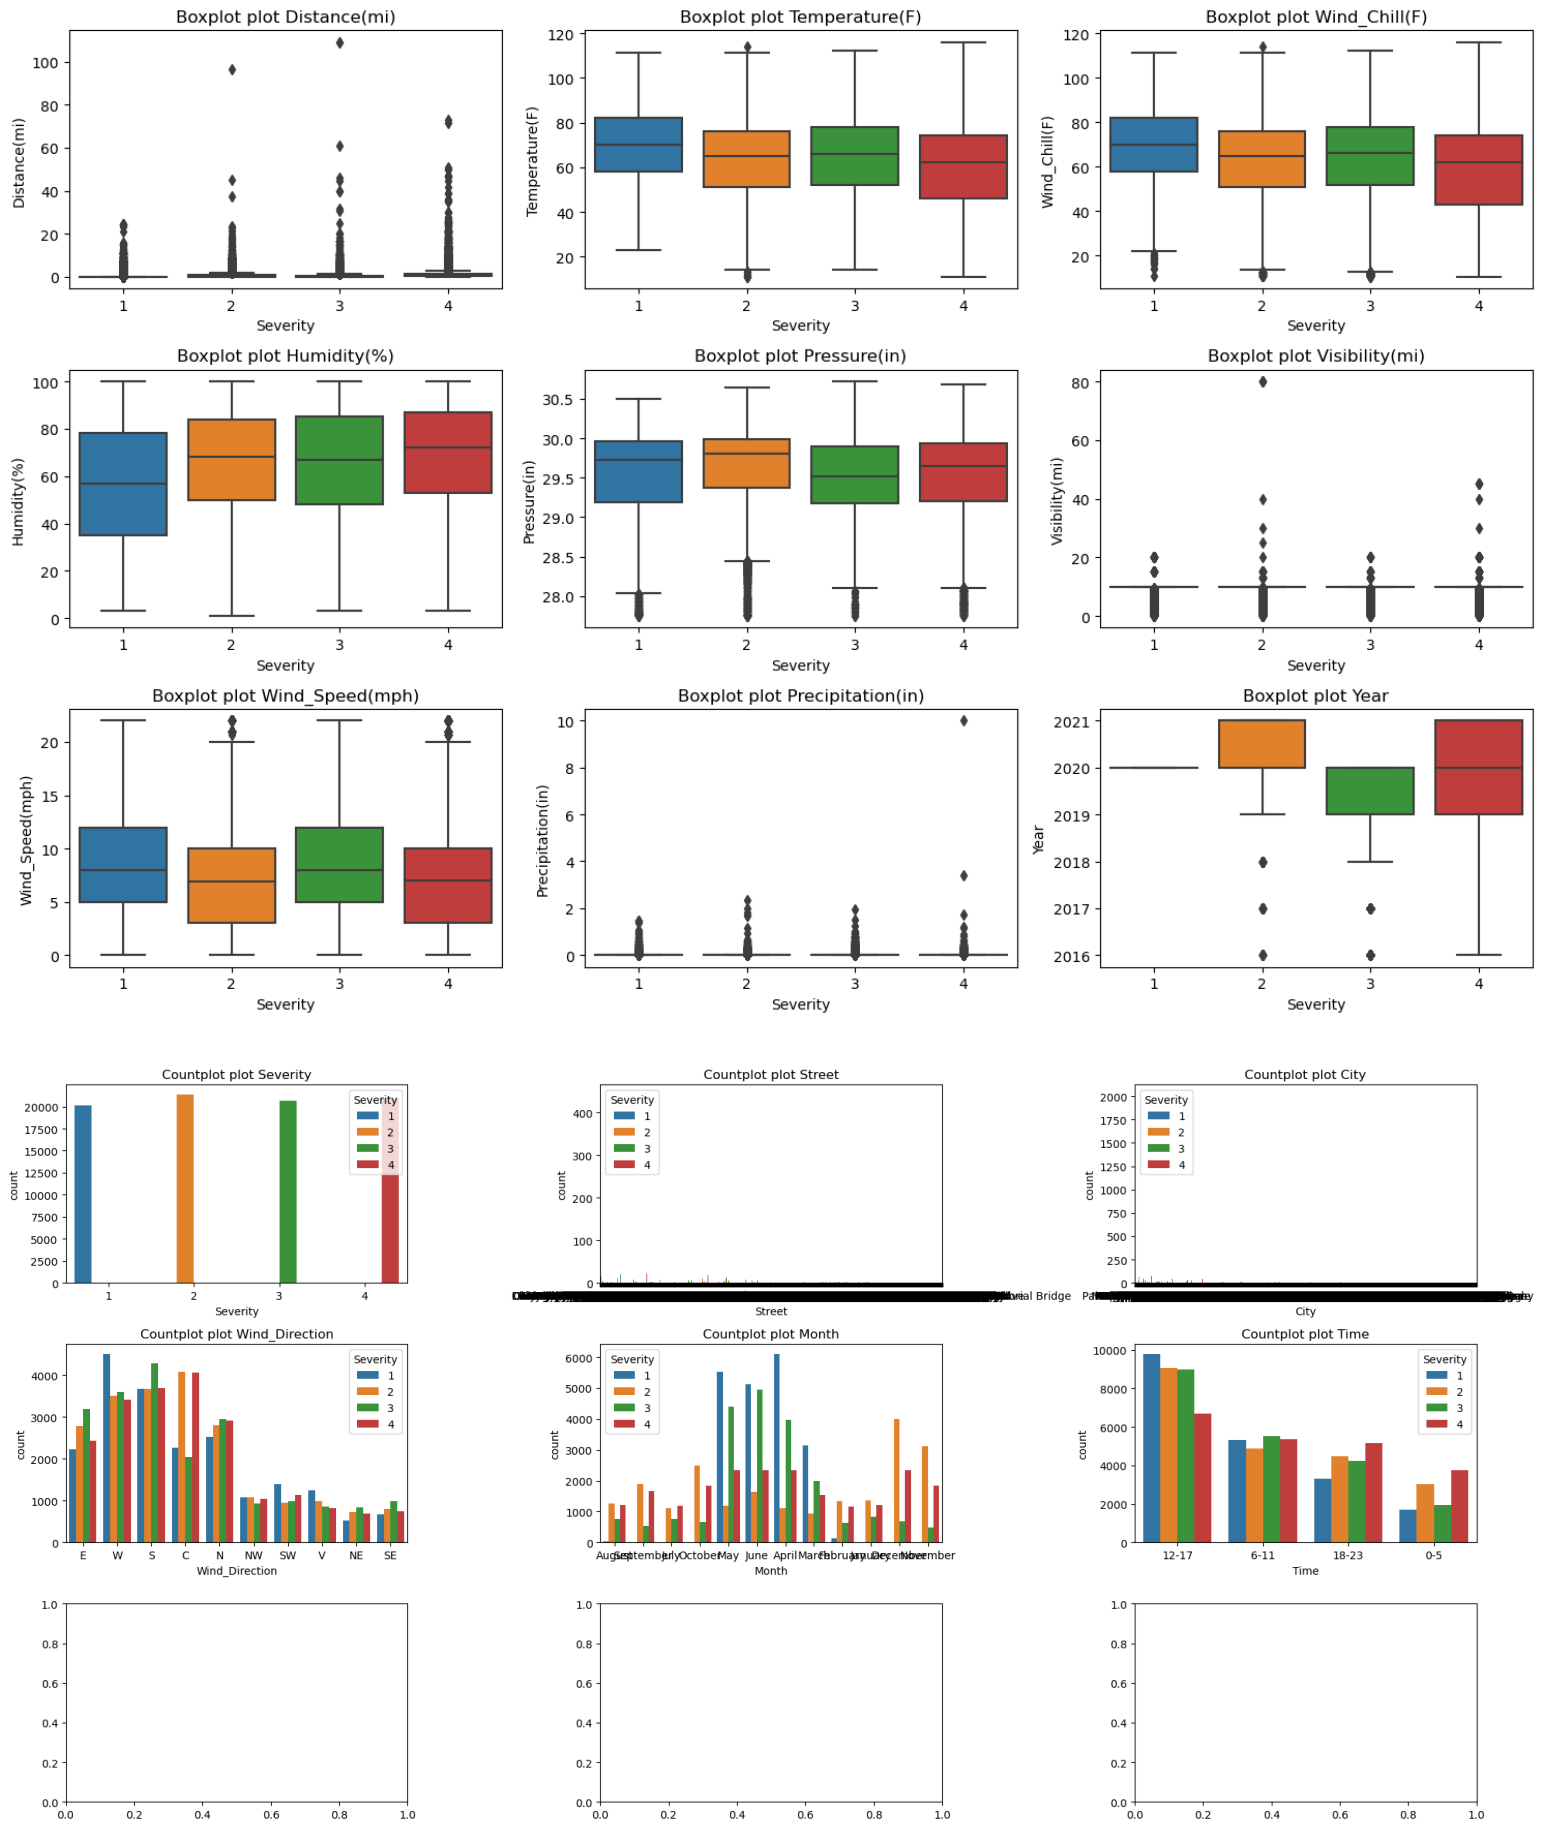 Boxplot plot Distance(mi)
Distance(mi)
100
80
60
40
20
0
1 2 3 4
Severity
Boxplot plot Temperature(F)
Temperature(F)
120
100
80
60
40
20
1 2 3 4
Severity
Boxplot plot Wind_Chill(F)
Wind_Chill(F)
120
100
80
60
40
20
1 2 3 4
Severity
Boxplot plot Humidity(%)
Humidity(%)
100
80
60
40
20
0
1 2 3 4
Severity
Boxplot plot Pressure(in)
Pressure(in)
30.5
30.0
29.5
29.0
28.5
28.0
1 2 3 4
Severity
Boxplot plot Visibility(mi)
Visibility(mi)
80
60
40
20
0
1 2 3 4
Severity
Boxplot plot Wind_Speed(mph)
Wind_Speed(mph)
20
15
10
5
0
1 2 3 4
Severity
Boxplot plot Precipitation(in)
Precipitation(in)
10
8
6
4
2
0
1 2 3 4
Severity
Boxplot plot Year
Year
2021
2020
2019
2018
2017
2016
1 2 3 4
Severity
Countplot plot Severity
count
20000
17500
15000
12500
10000
7500
5000
2500
0
Severity
1
2
3
4
1 2 3 4
Severity
Countplot plot Street
count
400
300
200
100
0
Severity
1
2
3
4
Bridge
Street
Countplot plot City
count
2000
1750
1500
1250
1000
750
500
250
0
Severity
1
2
3
4
City
Countplot plot Wind_Direction
count
4000
3000
2000
1000
0
Severity
1
2
3
4
E W S C N NW SW V NE SE
Wind_Direction
Countplot plot Month
count
6000
5000
4000
3000
2000
1000
0
Severity
1
2
3
4
August September July October May June April March February January December November
Month
Countplot plot Time
count
10000
8000
6000
4000
2000
0
Severity
1
2
3
4
12-17 6-11 18-23 0-5
Time
1.0
0.8
0.6
0.4
0.2
0.0
0.0 0.2 0.4 0.6 0.8 1.0
1.0
0.8
0.6
0.4
0.2
0.0
0.0 0.2 0.4 0.6 0.8 1.0
1.0
0.8
0.6
0.4
0.2
0.0
0.0 0.2 0.4 0.6 0.8 1.0